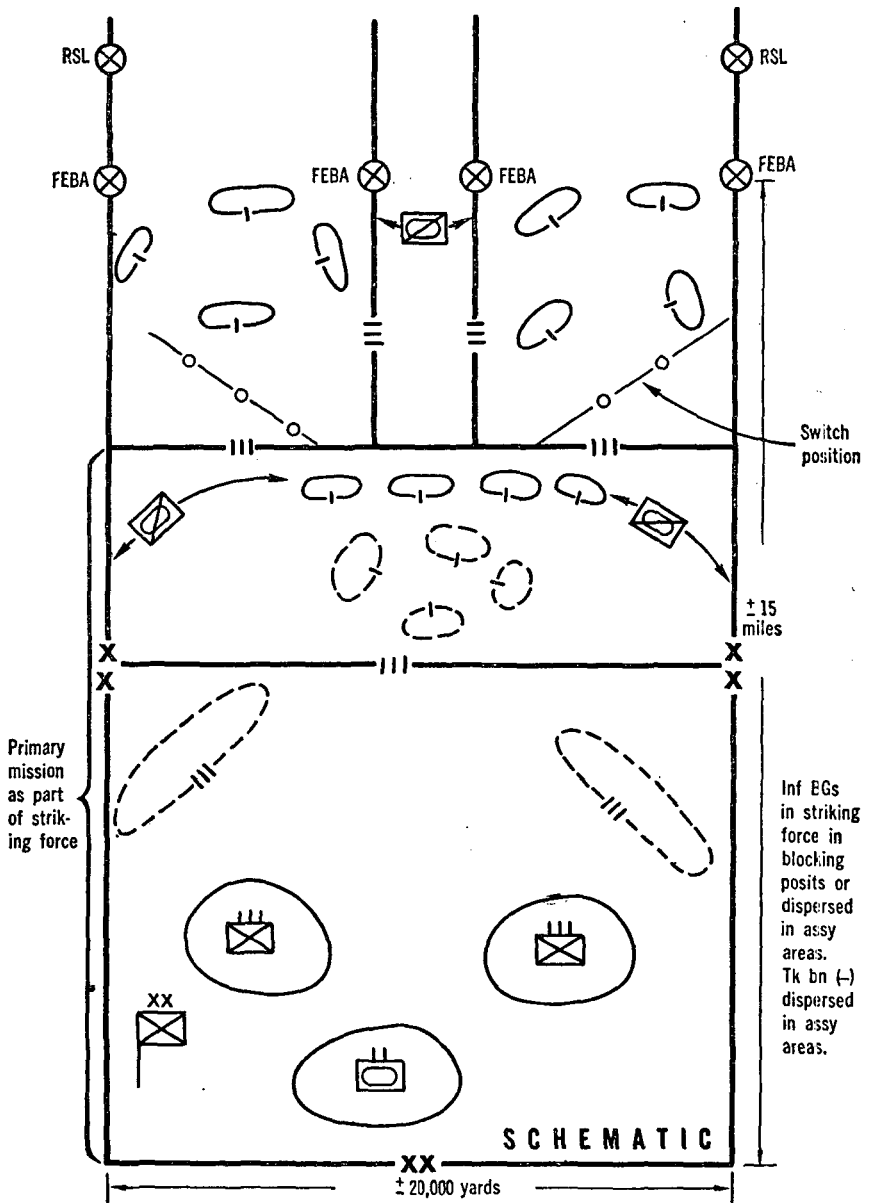 RSL
RSL
FEBA
FEBA
FEBA
FEBA
Switch
position
± 15
miles
X
X
X
X
Primary
mission
as part
of strik-
ing force
Inf BGs
in striking
force in
blocking
posits or
dispersed
in assy
areas.
Tk bn (–)
dispersed
in assy
areas.
XX
SCHEMATIC
XX
± 20,000 yards